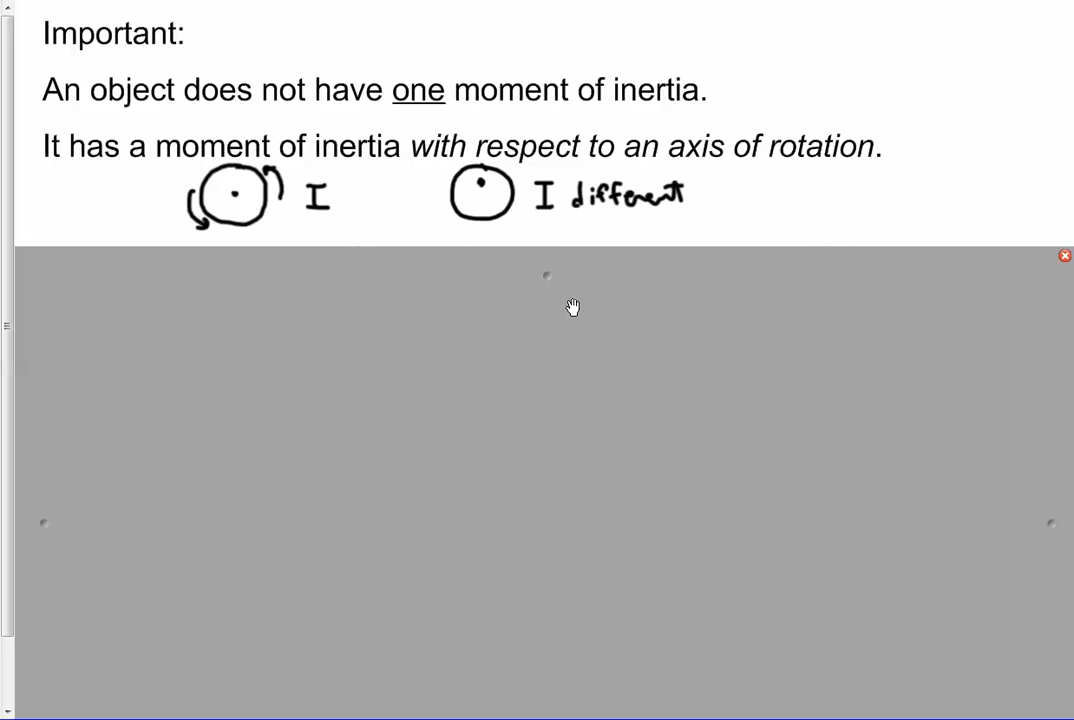 Important:
An object does not have one moment of inertia.
It has a moment of inertia with respect to an axis of rotation.
I I different